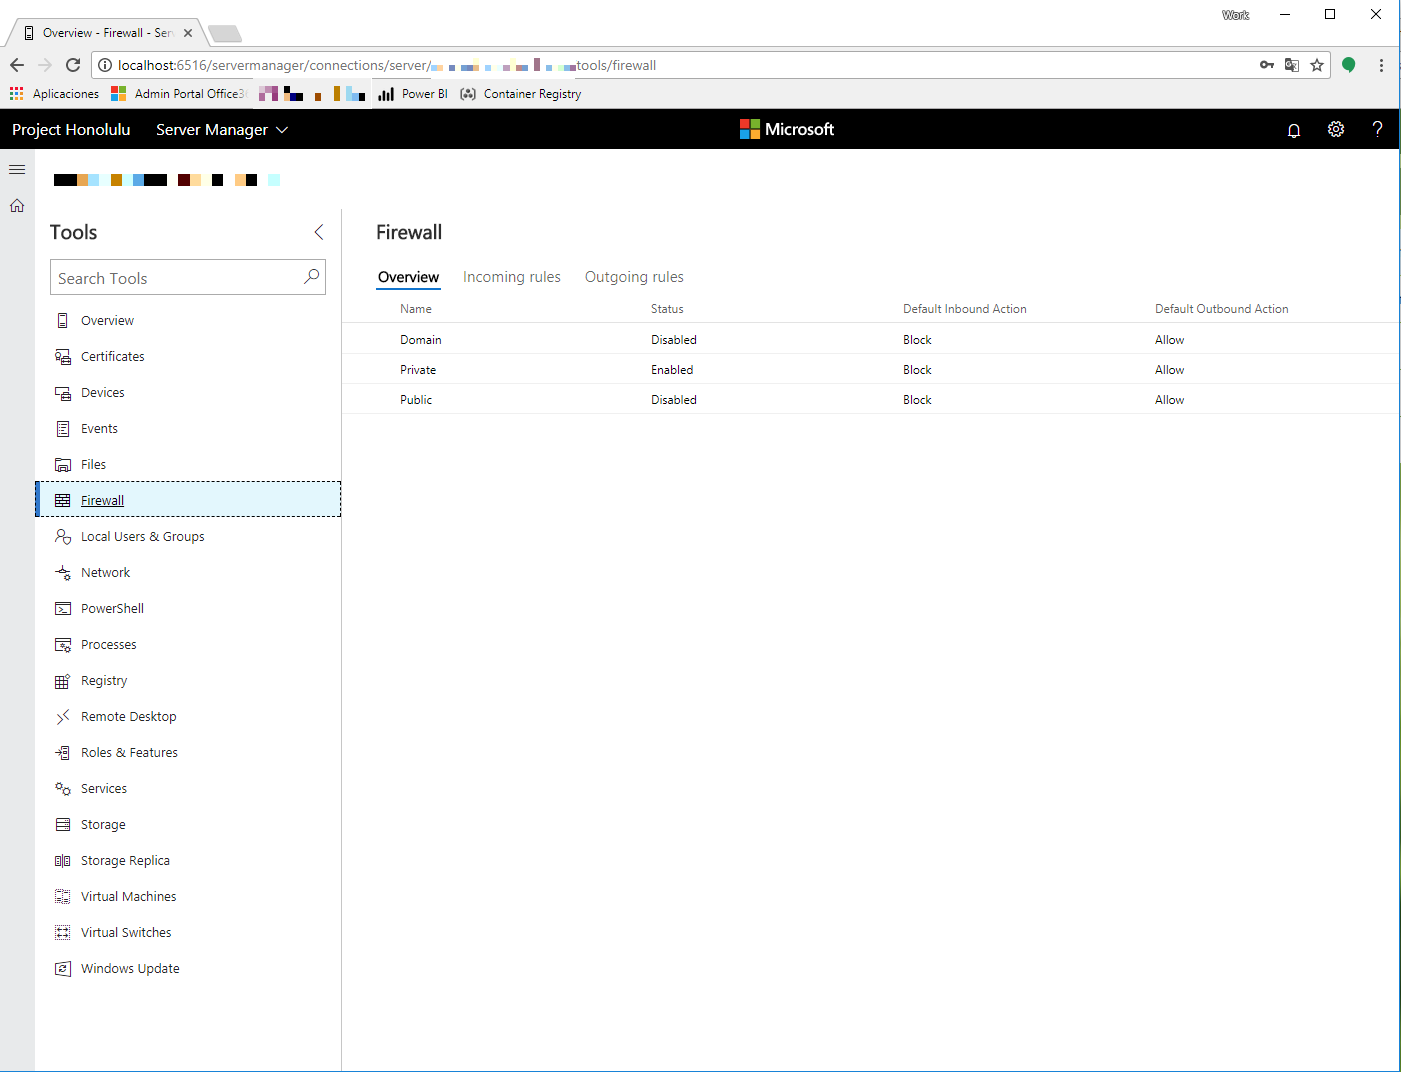 Work
Overview - Firewall - Ser
localhost:6516/servermanager/connections/server/ tools/firewall
Aplicaciones Admin Portal Office3 Power BI Container Registry
Project Honolulu Server Manager Microsoft ?
Tools
Search Tools
Overview
Certificates
Devices
Events
Files
Firewall
Local Users & Groups
Network
PowerShell
Processes
Registry
Remote Desktop
Roles & Features
Services
Storage
Storage Replica
Virtual Machines
Virtual Switches
Windows Update
Firewall
Overview Incoming rules Outgoing rules
Name Status Default Inbound Action Default Outbound Action
Domain Disabled Block Allow
Private Enabled Block Allow
Public Disabled Block Allow